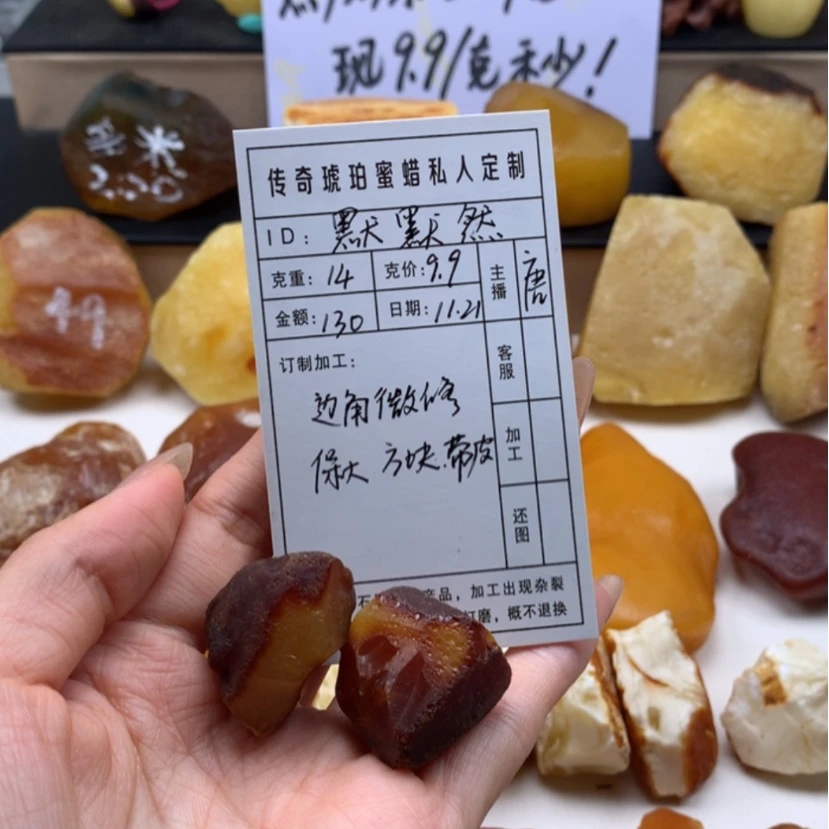 现9.9/克秒!
传奇琥珀蜜蜡私人定制
ID: 默默然
克重: 14 克价: 9.9 主播 唐
金额: 130 日期: 11.21
订制加工: 客服
边角微修
保大 方块.带皮 加工
还图
产品，加工出现杂裂
打磨，概不退换